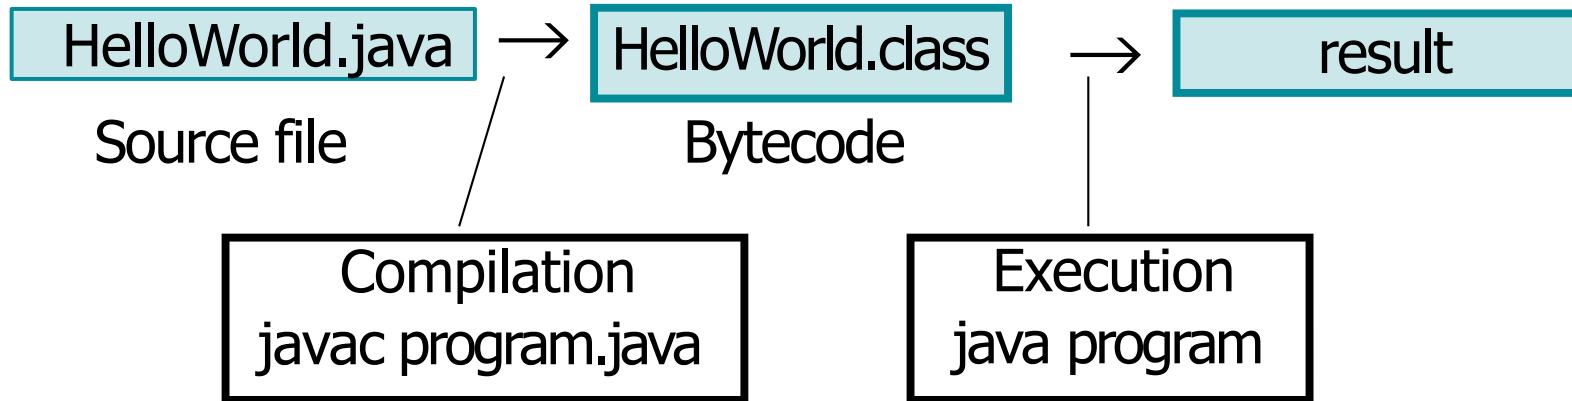 HelloWorld.java → HelloWorld.class → result
Source file Bytecode
Compilation Execution
javac program.java java program